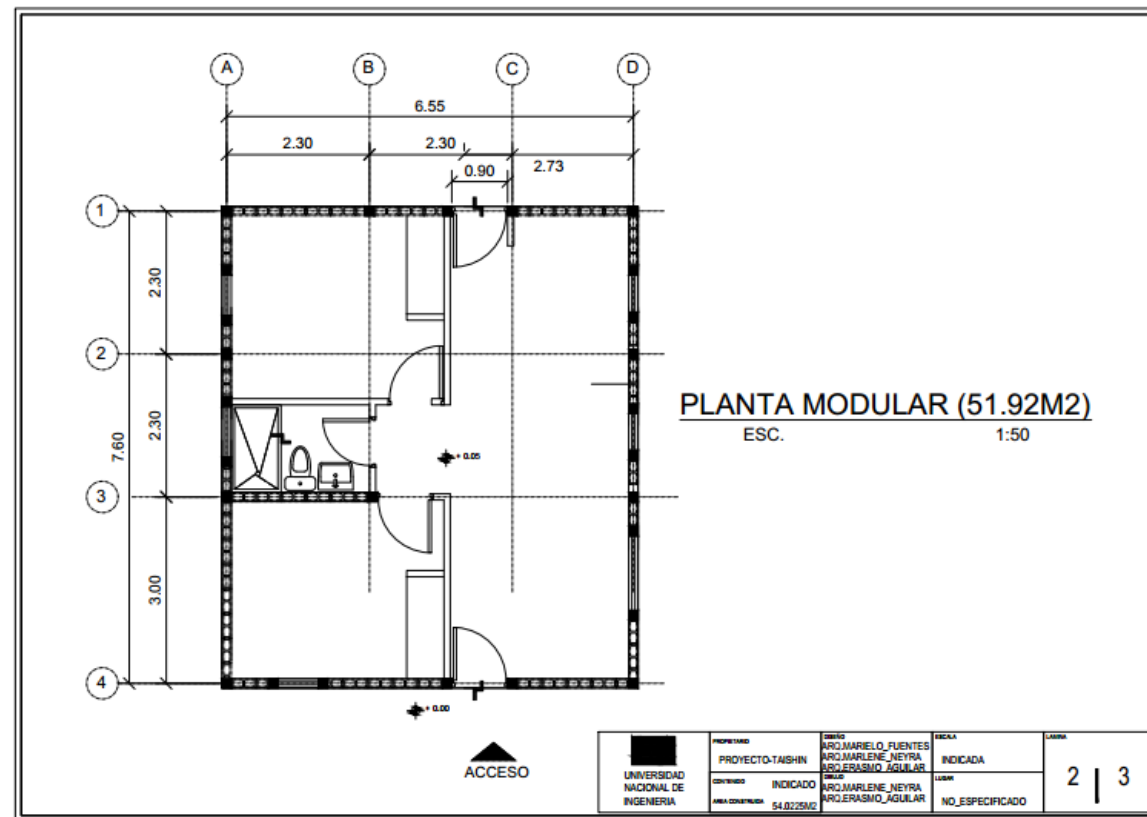 A B C D
6.55
2.30 2.30 2.73
0.90
1
2.30
2
2.30
7.60
3
3.00
4
+ 0.05
+ 0.00
PLANTA MODULAR (51.92M2)
ESC. 1:50
ACCESO
UNIVERSIDAD
NACIONAL DE
INGENIERIA
PROPIETARIO
PROYECTO-TAISHIN
CONTENIDO INDICADO
AREA CONSTRUIDA 54.0225M2
DISEÑO
ARQ.MARIELO_FUENTES
ARQ.MARLENE_NEYRA
ARQ.ERASMO_AGUILAR
DIBUJO
ARQ.MARLENE_NEYRA
ARQ.ERASMO_AGUILAR
ESCALA
INDICADA
LUGAR
NO_ESPECIFICADO
LAMINA
2 | 3